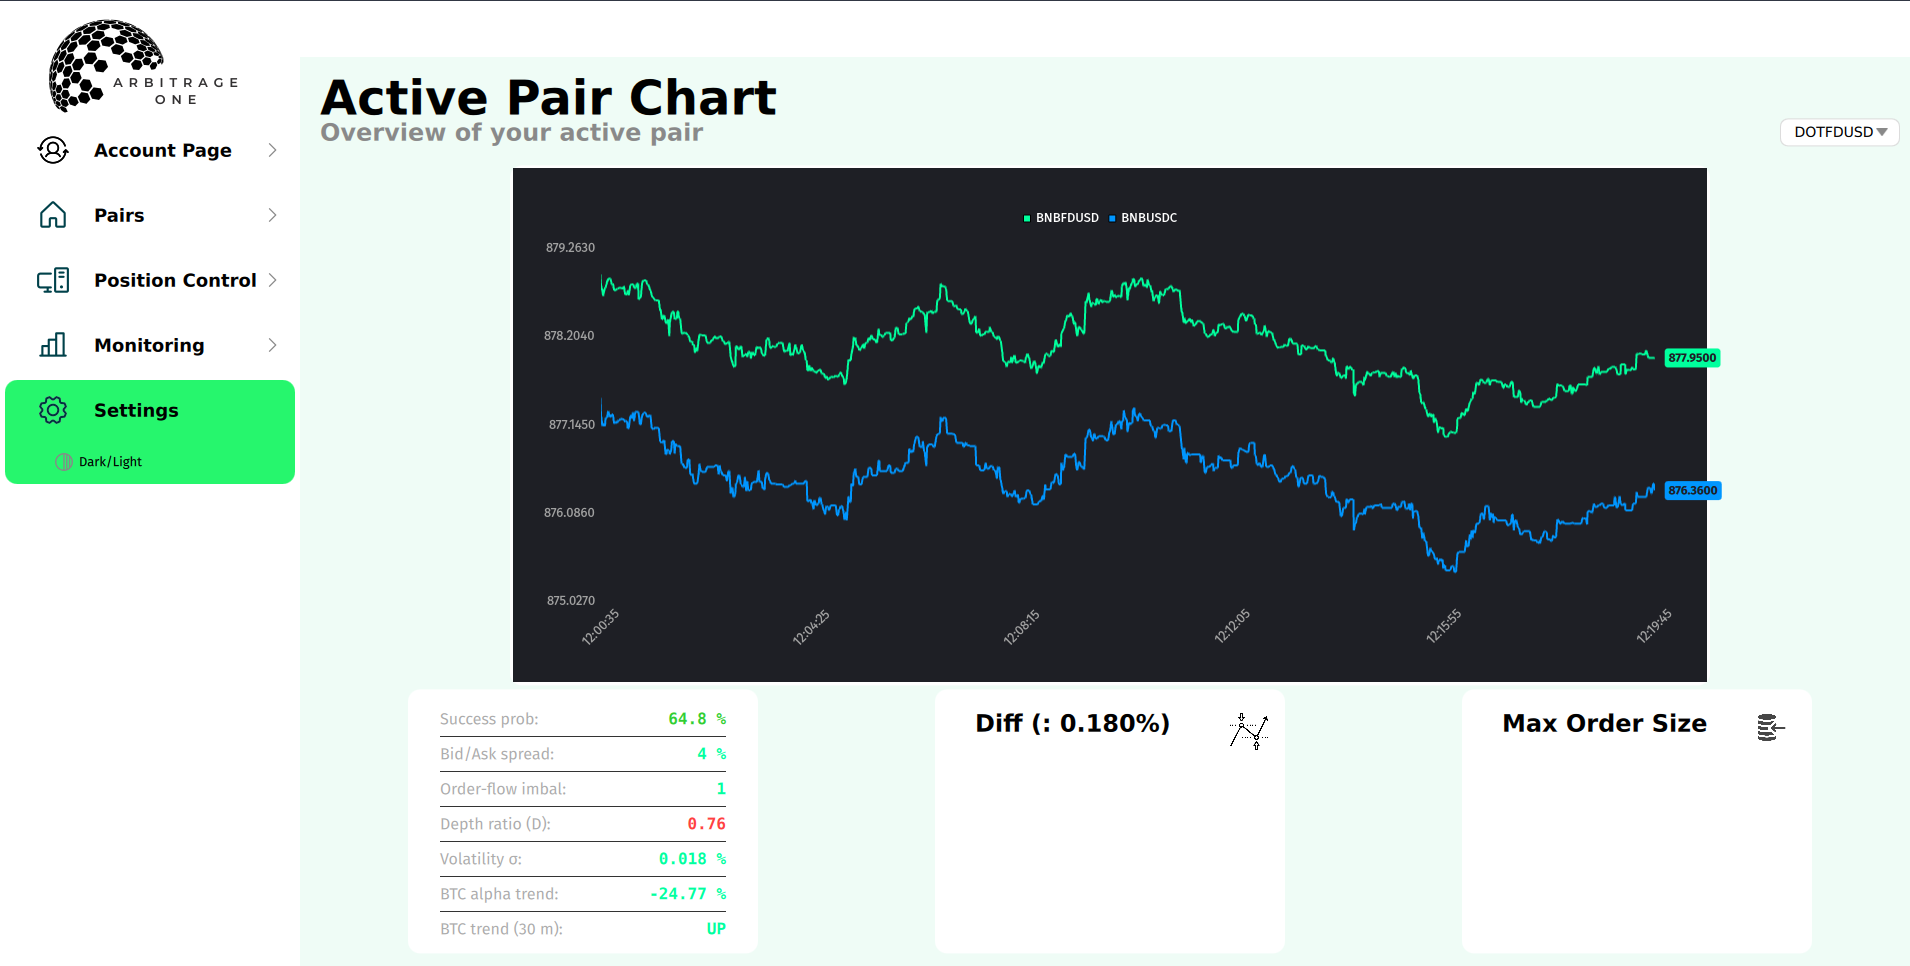 ARBITRAGE
ONE
Account Page
Pairs
Position Control
Monitoring
Settings
Dark/Light
Active Pair Chart
Overview of your active pair
DOTFDUSD
BNBFDUSD BNBUSDC
879.2630
878.2040
877.1450
876.0860
875.0270
877.9500
876.3600
12:00:35 12:04:25 12:08:15 12:12:05 12:15:55 12:19:45
Success prob: 64.8 %
Bid/Ask spread: 4 %
Order-flow imbal: 1
Depth ratio (D): 0.76
Volatility σ: 0.018 %
BTC alpha trend: -24.77 %
BTC trend (30 m): UP
Diff (: 0.180%)
Max Order Size